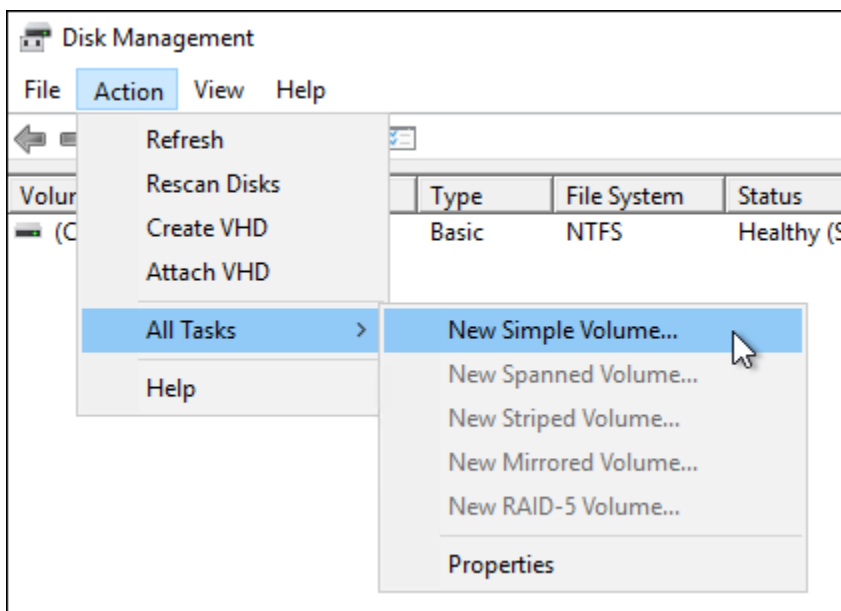 Disk Management
File Action View Help
Refresh
Rescan Disks
Create VHD
Attach VHD
All Tasks
Help
Type File System Status
Basic NTFS Healthy
New Simple Volume...
New Spanned Volume...
New Striped Volume...
New Mirrored Volume...
New RAID-5 Volume...
Properties